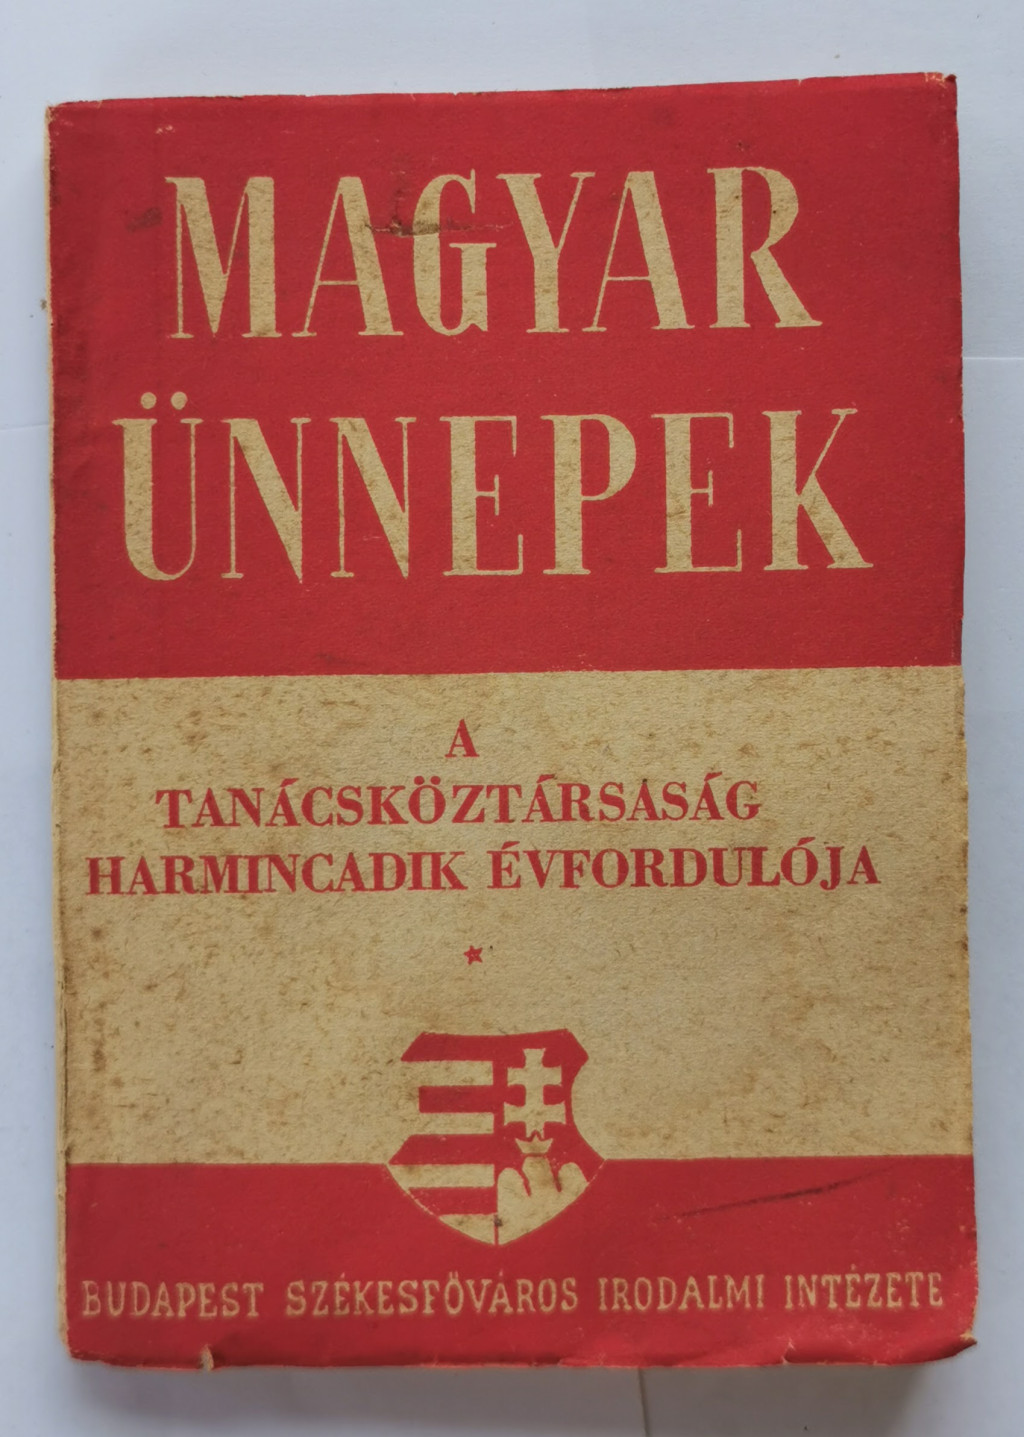 MAGYAR
ÜNNEPEK
A
TANÁCSKÖZTÁRSASÁG
HARMINCADIK ÉVFORDULÓJA
BUDAPEST SZÉKESFŐVÁROS IRODALMI INTÉZETE